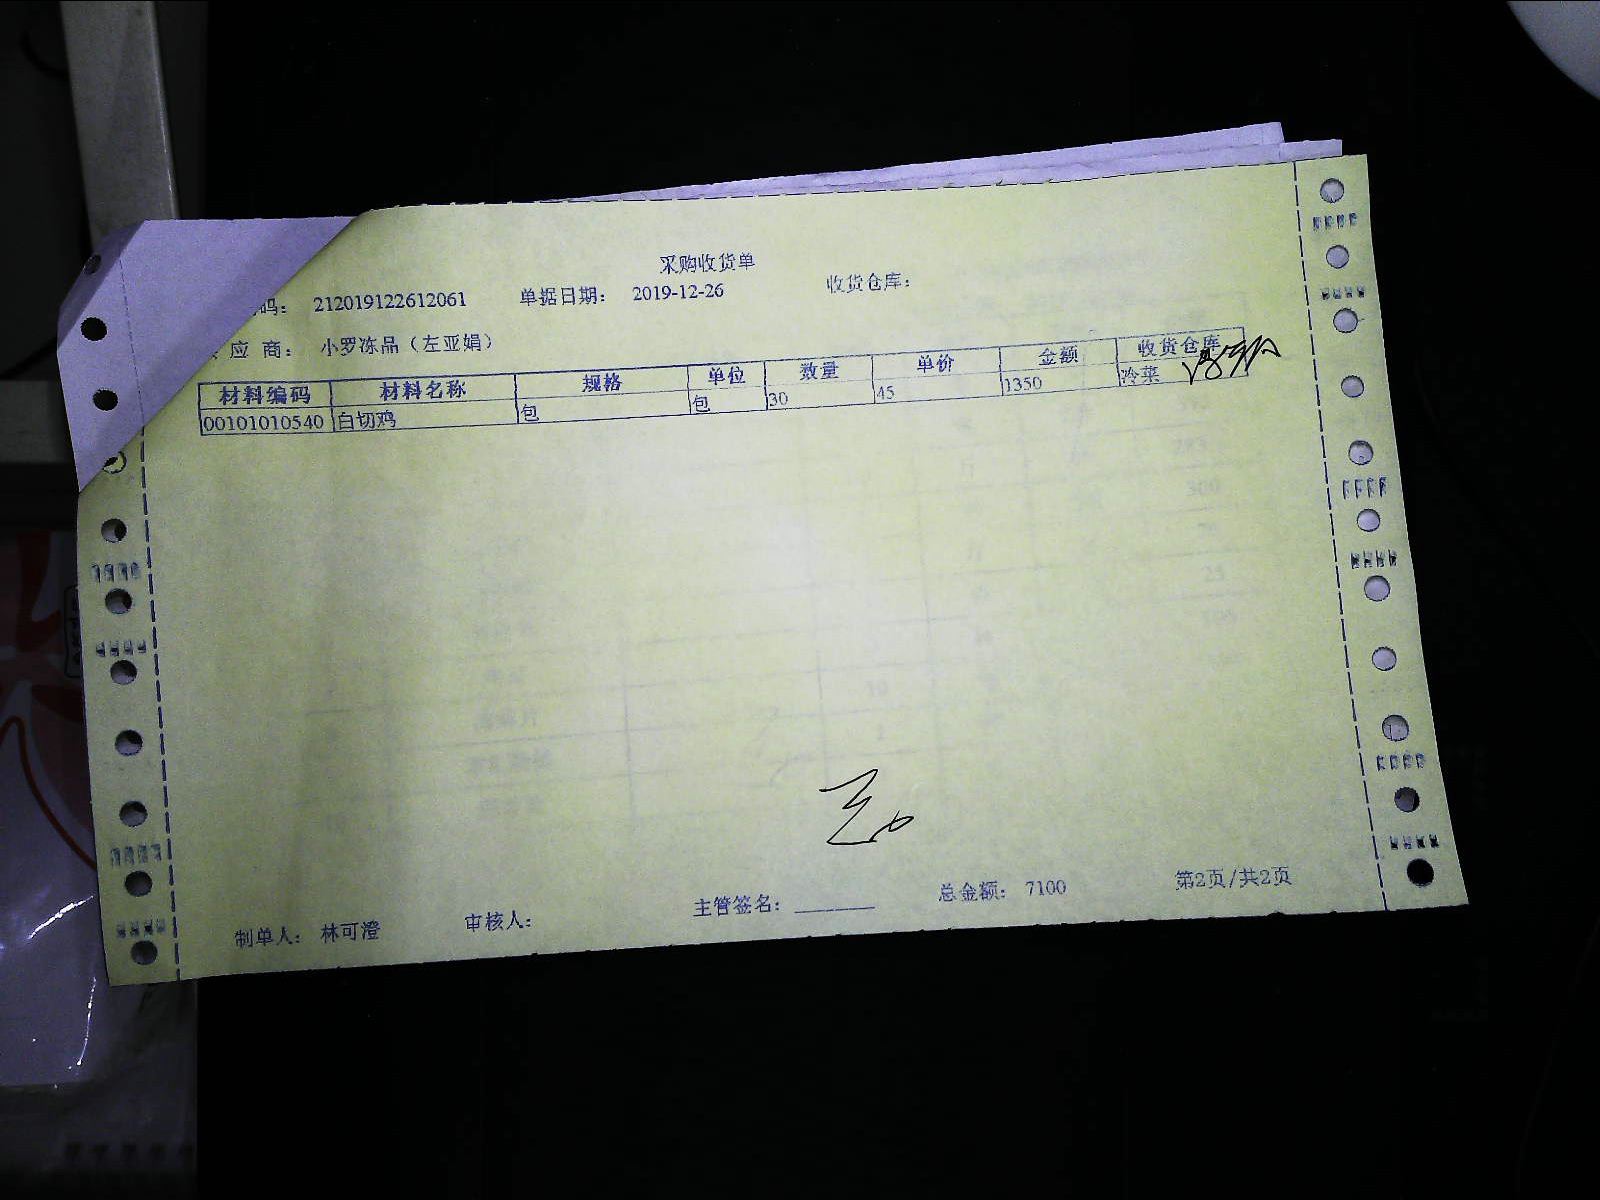 采购收货单
码: 212019122612061 单据日期: 2019-12-26 收货仓库:
应 商: 小罗冻品（左亚娟）
材料编码 材料名称 规格 单位 数量 单价 金额 收货仓库
00101010540 白切鸡 包 包 30 45 1350 冷菜
制单人: 林可澄 审核人: 主管签名: ________ 总金额: 7100 第2页/共2页